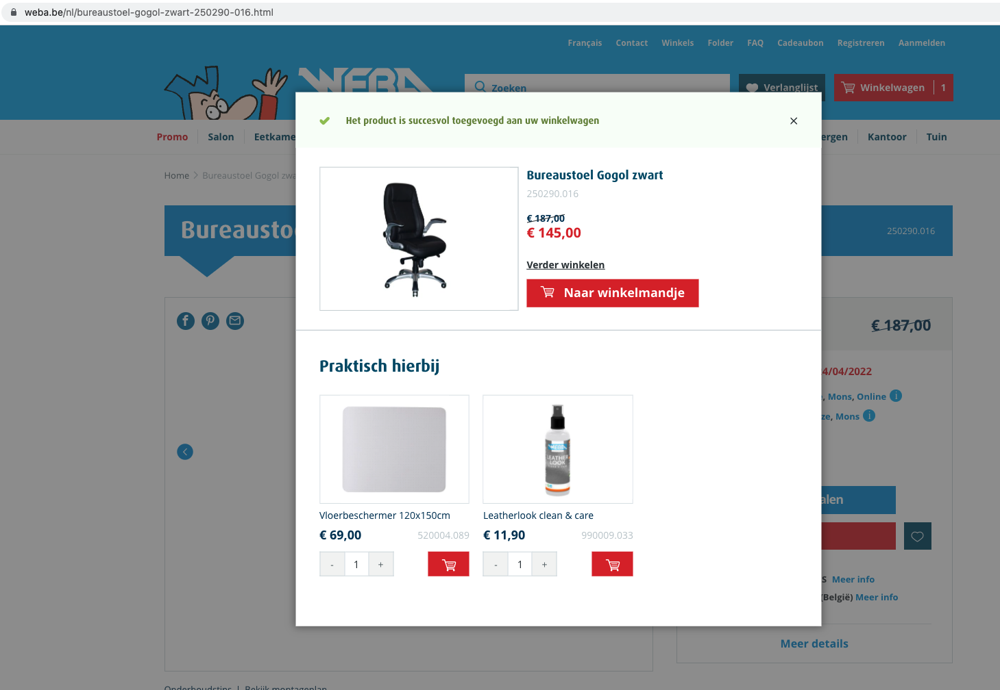 weba.be/nl/bureaustoel-gogol-zwart-250290-016.html
Français Contact Winkels Folder FAQ Cadeaubon Registreren Aanmelden
WEBA
Zoeken
Verlanglijst
Winkelwagen 1
Promo Salon Eetkame ergen Kantoor Tuin
Het product is succesvol toegevoegd aan uw winkelwagen
Home Bureaustoel Gogol zwa
Bureausto
250290.016
Bureaustoel Gogol zwart
250290.016
€ 187,00
€ 145,00
Verder winkelen
Naar winkelmandje
€ 187,00
4/04/2022
, Mons, Online
ze, Mons
Praktisch hierbij
WEBA
LEATHER
LOOK
Vloerbeschermer 120x150cm
€ 69,00 520004.089
- 1 +
Leatherlook clean & care
€ 11,90 990009.033
- 1 +
alen
S Meer info
(België) Meer info
Meer details
Onderhoudstips | Bekijk montageplan